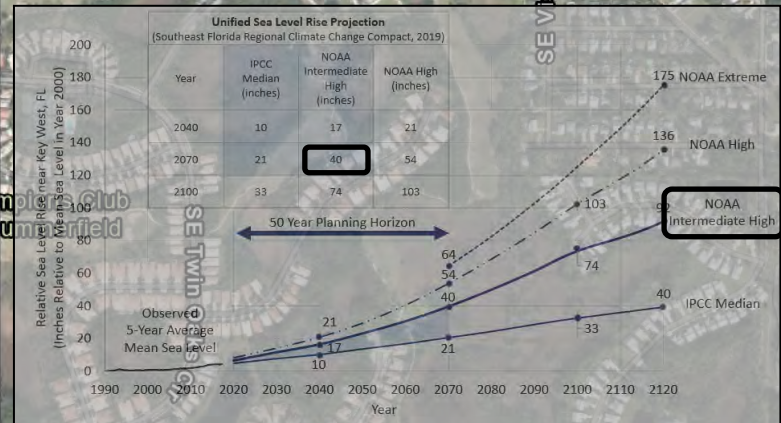 SE Vi
Unified Sea Level Rise Projection
(Southeast Florida Regional Climate Change Compact, 2019)
Year
IPCC
Median
(inches)
NOAA
Intermediate
High
(inches)
NOAA High
(Inches)
2040 10 17 21
2070 21 40 54
2100 33 74 103
Relative Sea Level Rise near Key West, FL
(Inches Relative to Mean Sea Level in Year 2000)
200
180
160
140
120
100
80
60
40
20
0
Club
SE Twin Oaks Cir
50 Year Planning Horizon
Observed
5-Year Average
Mean Sea Level
175 NOAA Extreme
136
NOAA High
103
92
NOAA
Intermediate High
74
64
54
40
40
IPCC Median
33
21
17
10
21
1990 2000 2010 2020 2030 2040 2050 2060 2070 2080 2090 2100 2110 2120
Year